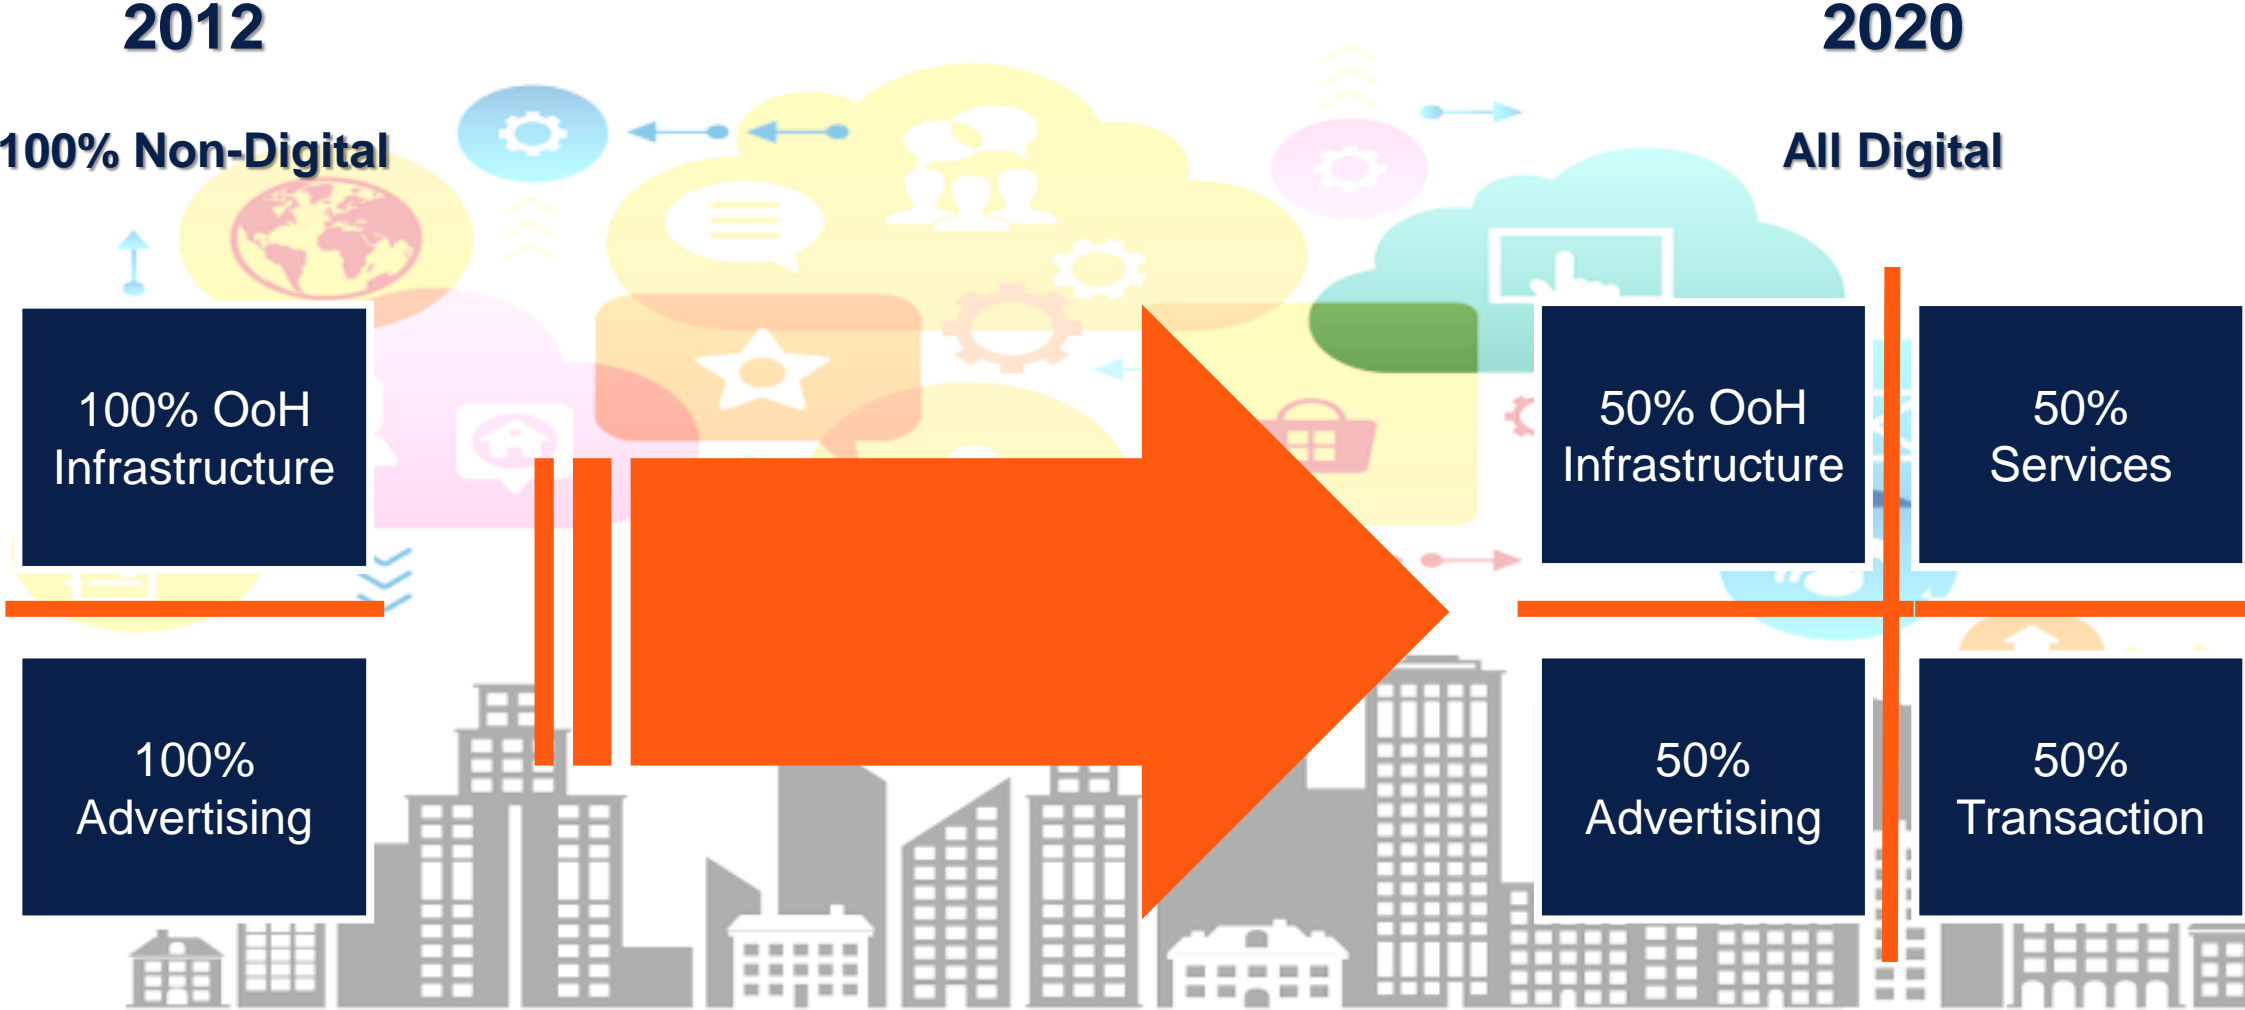 2012
100% Non-Digital
100% OoH
Infrastructure
100%
Advertising
2020
All Digital
50% OoH
Infrastructure
50%
Services
50%
Advertising
50%
Transaction